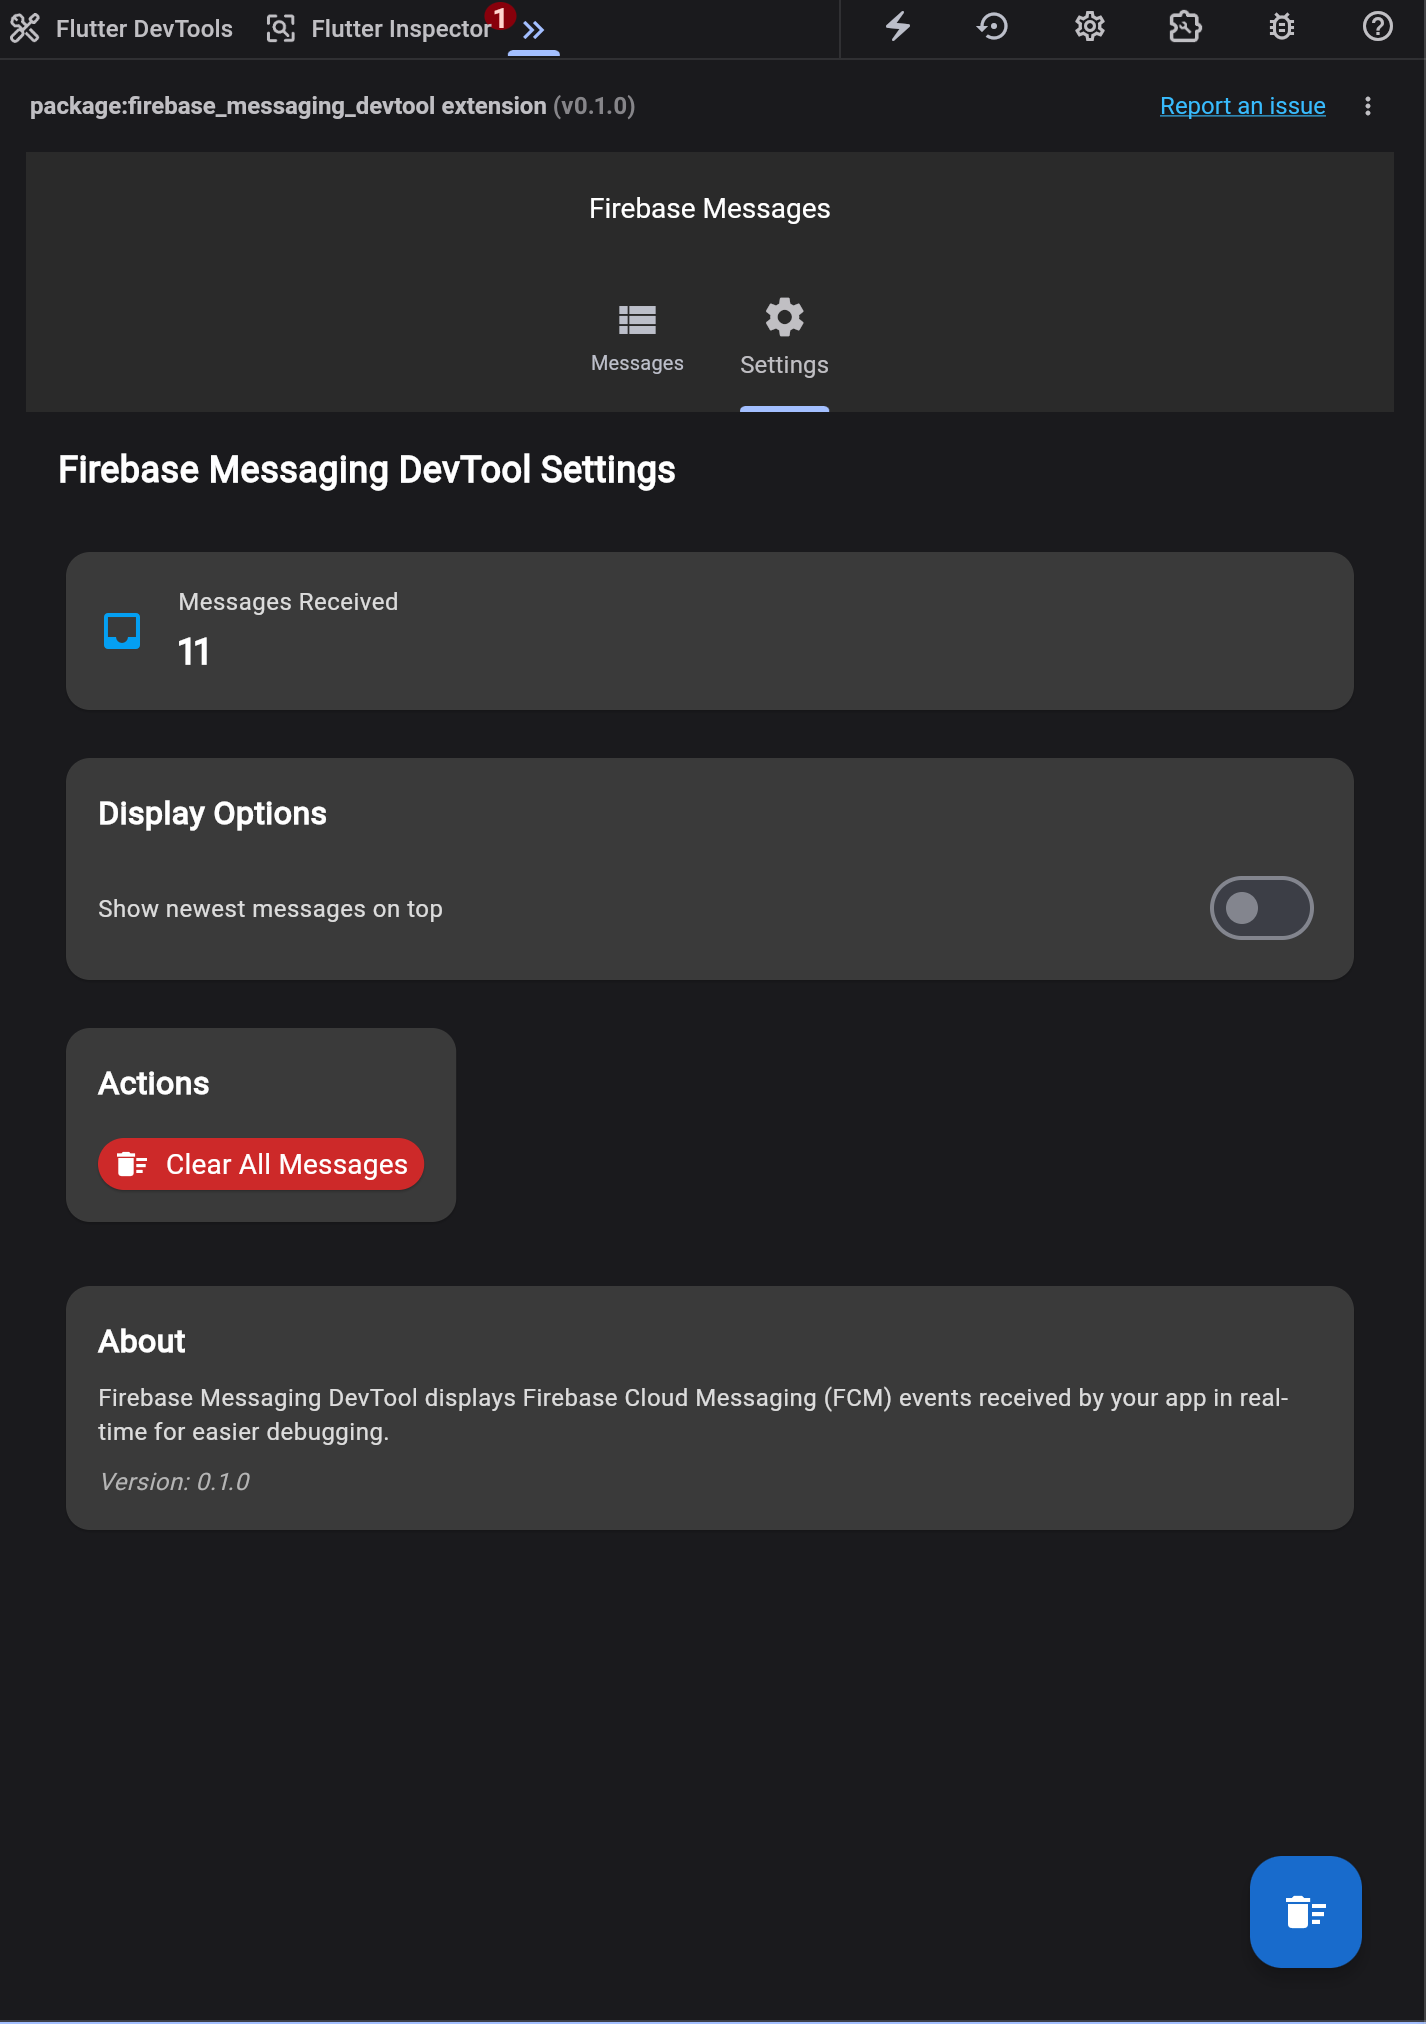 Flutter DevTools Flutter Inspector 1
package:firebase_messaging_devtool extension (v0.1.0) Report an issue
Firebase Messages
Messages Settings
Firebase Messaging DevTool Settings
Messages Received
11
Display Options
Show newest messages on top
Actions
Clear All Messages
About
Firebase Messaging DevTool displays Firebase Cloud Messaging (FCM) events received by your app in real-
time for easier debugging.
Version: 0.1.0